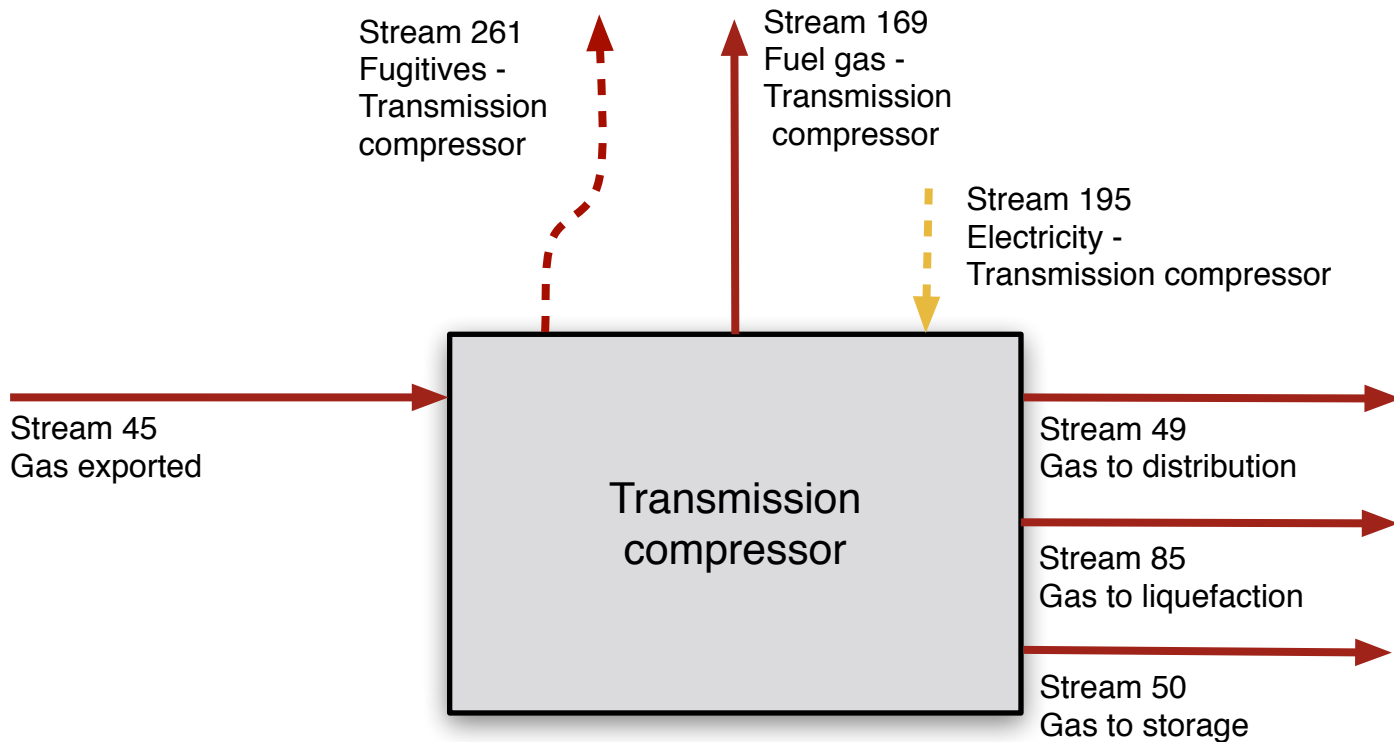 Stream 261
Fugitives -
Transmission
compressor
Stream 169
Fuel gas -
Transmission
compressor
Stream 195
Electricity -
Transmission compressor
Stream 45
Gas exported
Transmission
compressor
Stream 49
Gas to distribution
Stream 85
Gas to liquefaction
Stream 50
Gas to storage